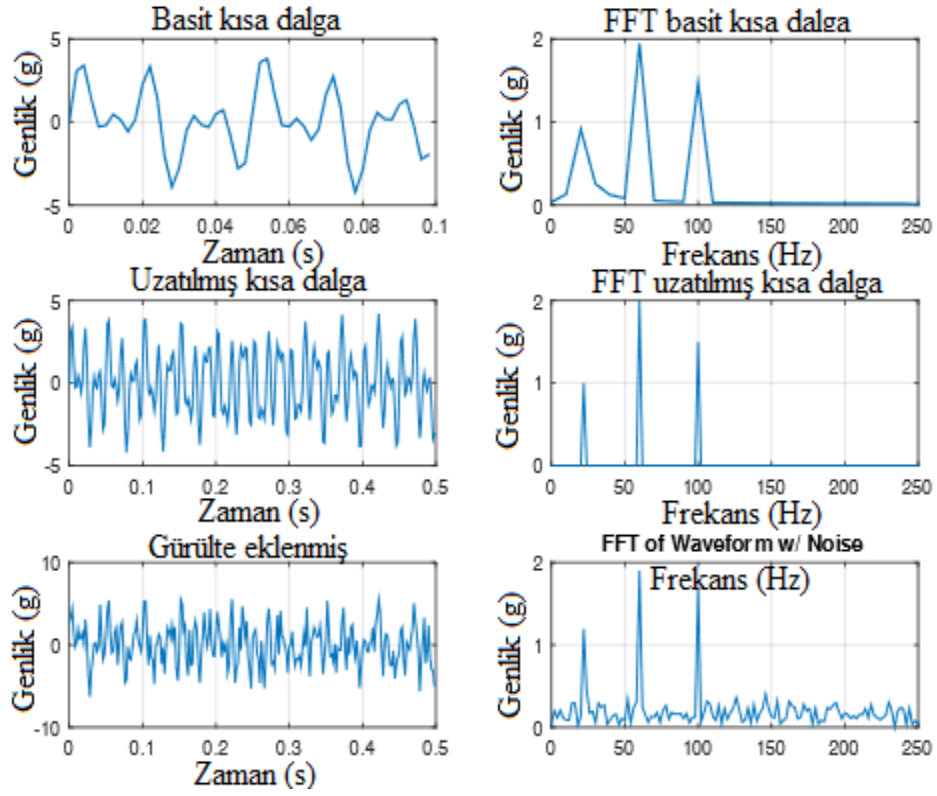 Basit kısa dalga
Genlik (g)
5
0
-5
0 0.02 0.04 0.06 0.08 0.1
Zaman (s)
FFT basit kısa dalga
Genlik (g)
2
1
0
0 50 100 150 200 250
Frekans (Hz)
Uzatılmış kısa dalga
Genlik (g)
5
0
-5
0 0.1 0.2 0.3 0.4 0.5
Zaman (s)
FFT uzatılmış kısa dalga
Genlik (g)
2
1
0
0 50 100 150 200 250
Frekans (Hz)
Gürülte eklenmiş
Genlik (g)
10
0
-10
0 0.1 0.2 0.3 0.4 0.5
Zaman (s)
FFT of Waveform w/ Noise
Frekans (Hz)
Genlik (g)
2
1
0
0 50 100 150 200 250